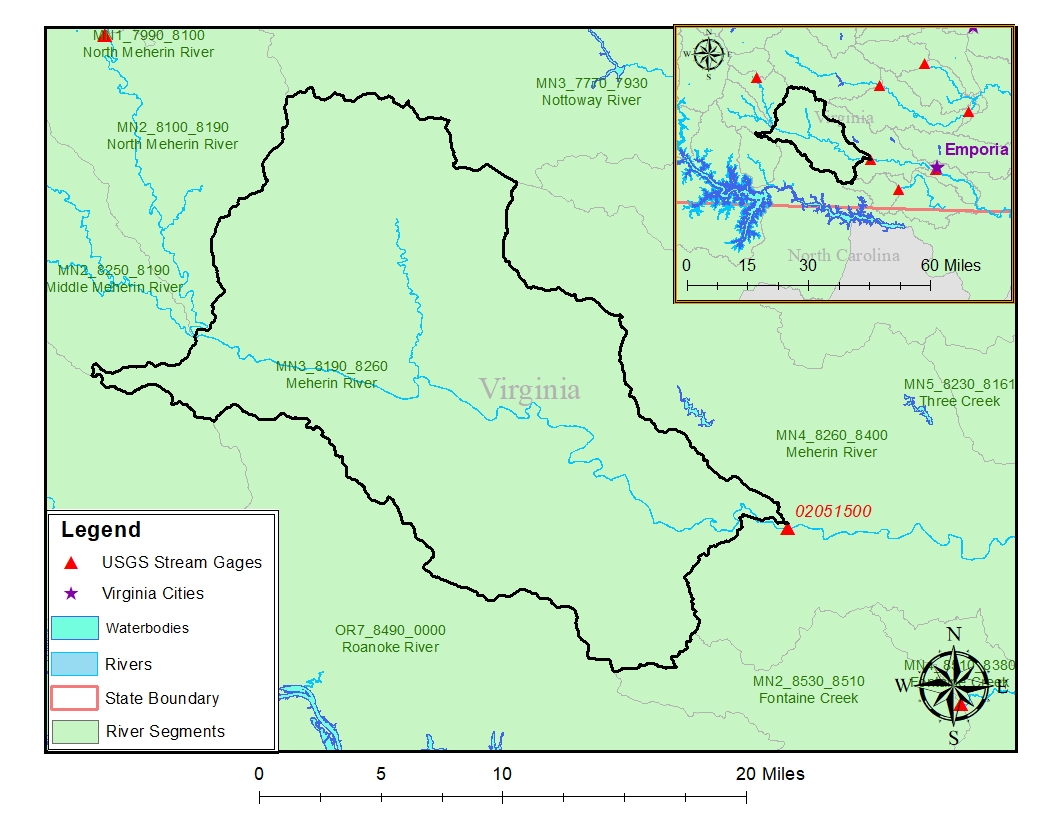 MN1_7990_8100
North Meherin River
MN3_7770_7930
Nottoway River
MN2_8100_8190
North Meherin River
MN2_8250_8190
Middle Meherin River
MN3_8190_8260
Meherin River
Virginia
MN5_8230_8161
Three Creek
MN4_8260_8400
Meherin River
02051500
OR7_8490_0000
Roanoke River
MN2_8530_8510
Fontaine Creek
MN4_8510_8380
Fontaine Creek
N
W
E
S
N
W
E
S
Virginia
Emporia
North Carolina
0 15 30 60 Miles
Legend
USGS Stream Gages
Virginia Cities
Waterbodies
Rivers
State Boundary
River Segments
0 5 10 20 Miles